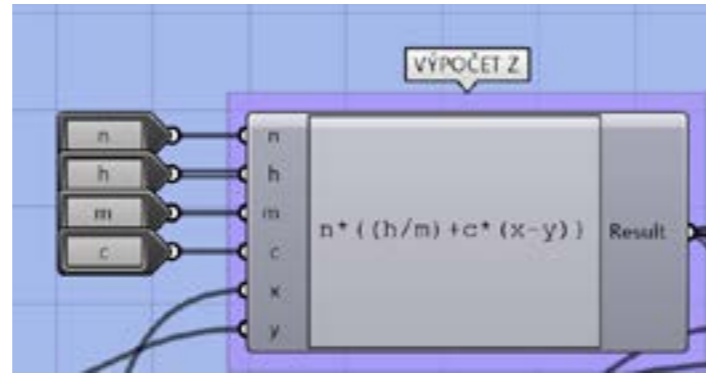 VÝPOČET Z
n
h
m
c
n
h
m
c
x
y
n*((h/m)+c*(x-y))
Result